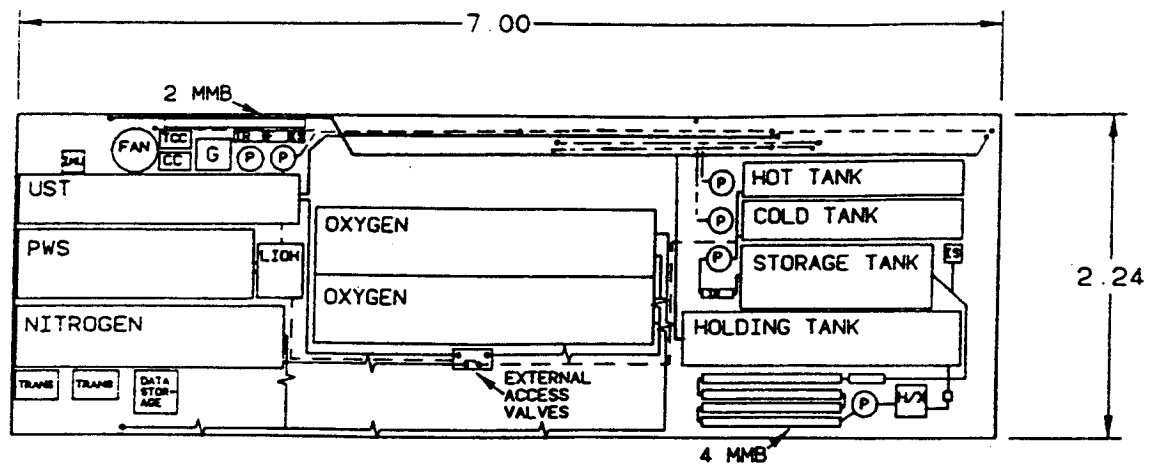 7.00
2 MMB
FAN
TCC
CC
G
P
P
UST
PWS
LIOH
NITROGEN
TRANS
TRANS
DATA
STOR-
AGE
OXYGEN
OXYGEN
EXTERNAL
ACCESS
VALVES
P
P
P
HOT TANK
COLD TANK
STORAGE TANK
HOLDING TANK
P
H/X
4 MMB
2.24